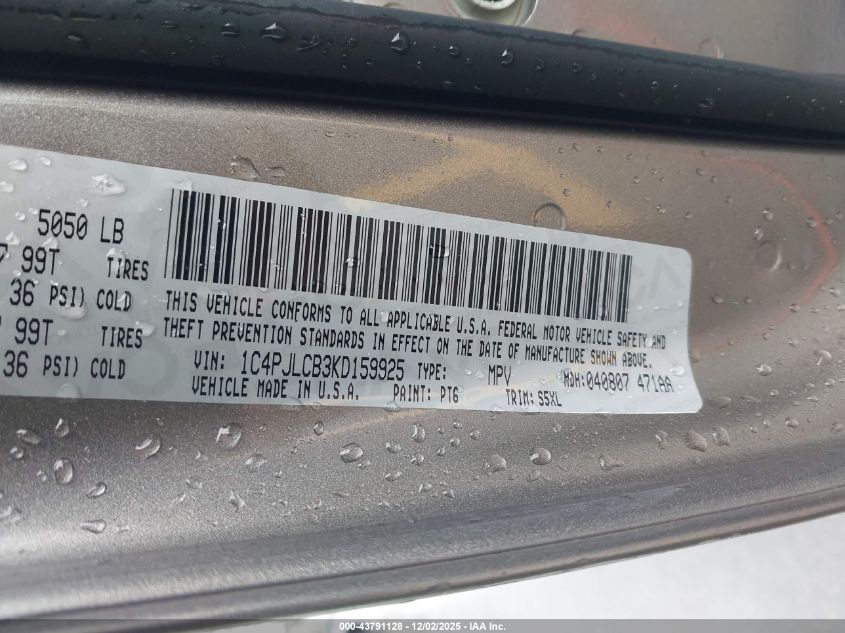 5050 LB
99T TIRES
36 PSI) COLD
99T TIRES
36 PSI) COLD
THIS VEHICLE CONFORMS TO ALL APPLICABLE U.S.A. FEDERAL MOTOR VEHICLE SAFETY AND
THEFT PREVENTION STANDARDS IN EFFECT ON THE DATE OF MANUFACTURE SHOWN ABOVE.
VIN: 1C4PJLCB3KD159925 TYPE: MPV MDH: 040807 471AA
VEHICLE MADE IN U.S.A. PAINT: PT6 TRIM: S5XL
000-43791128 - 12/02/2025 - IAA Inc.